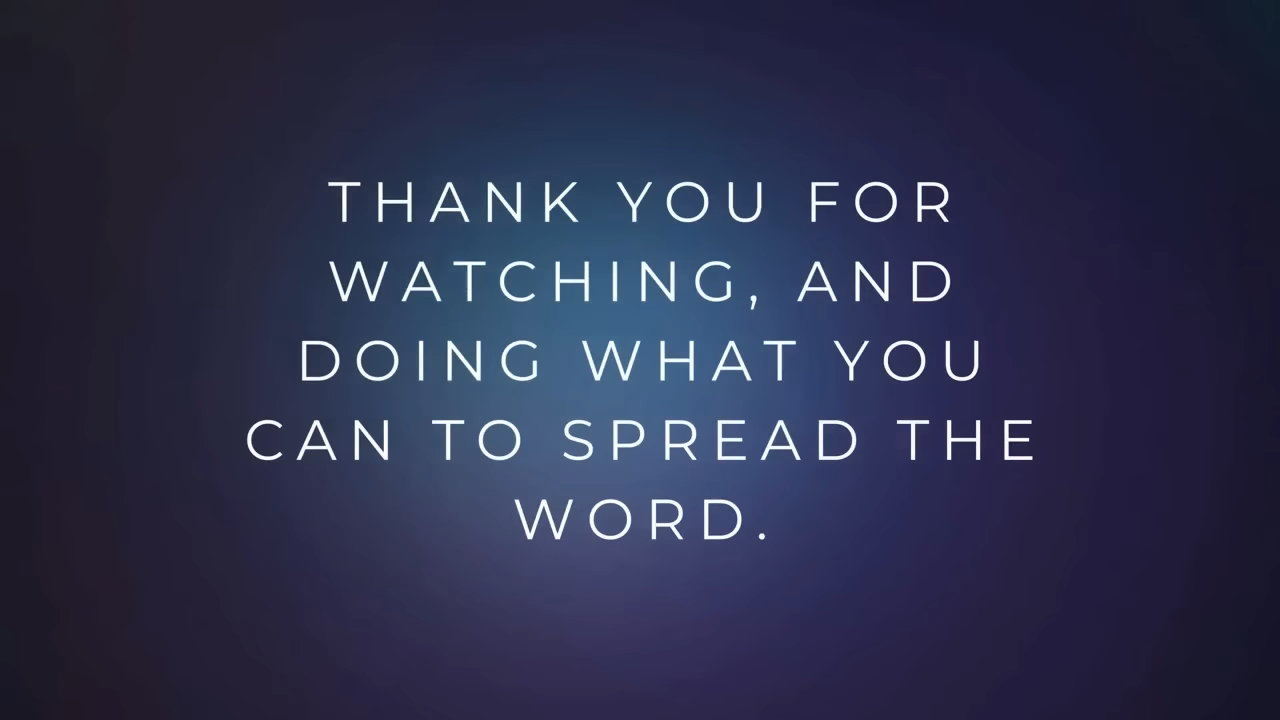 THANK YOU FOR
WATCHING, AND
DOING WHAT YOU
CAN TO SPREAD THE
WORD.